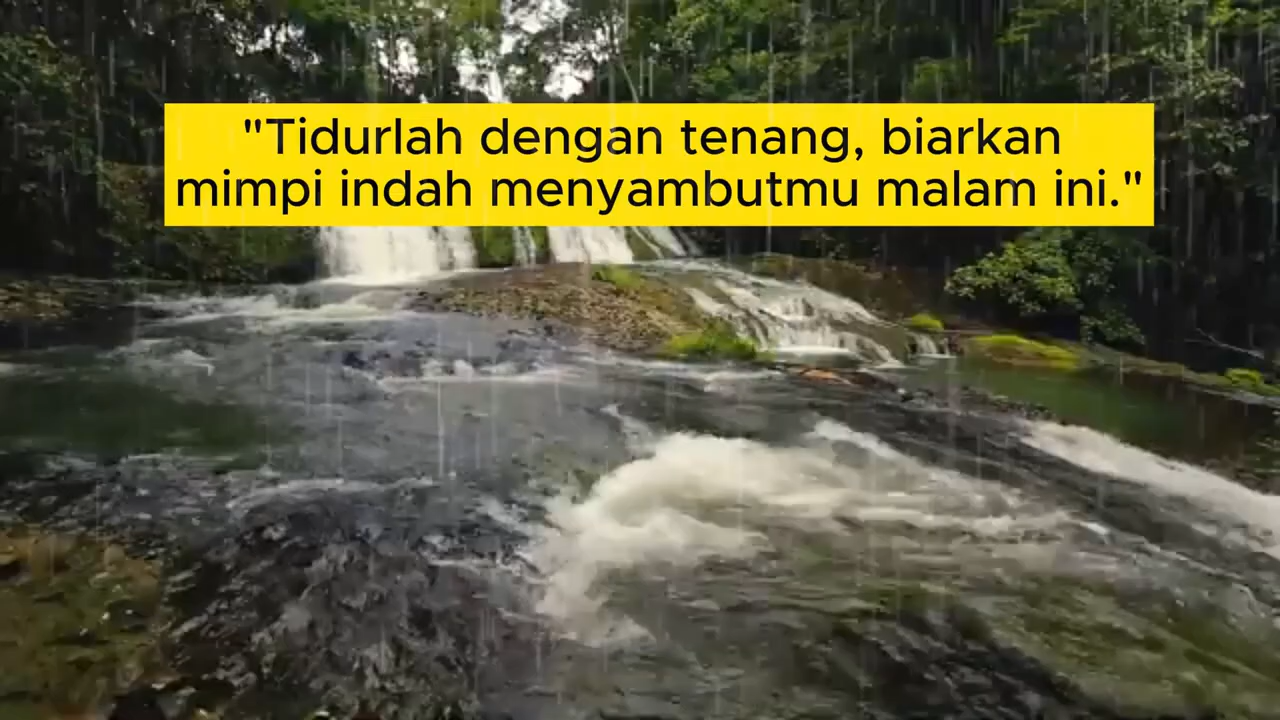 "Tidurlah dengan tenang, biarkan
mimpi indah menyambutmu malam ini."